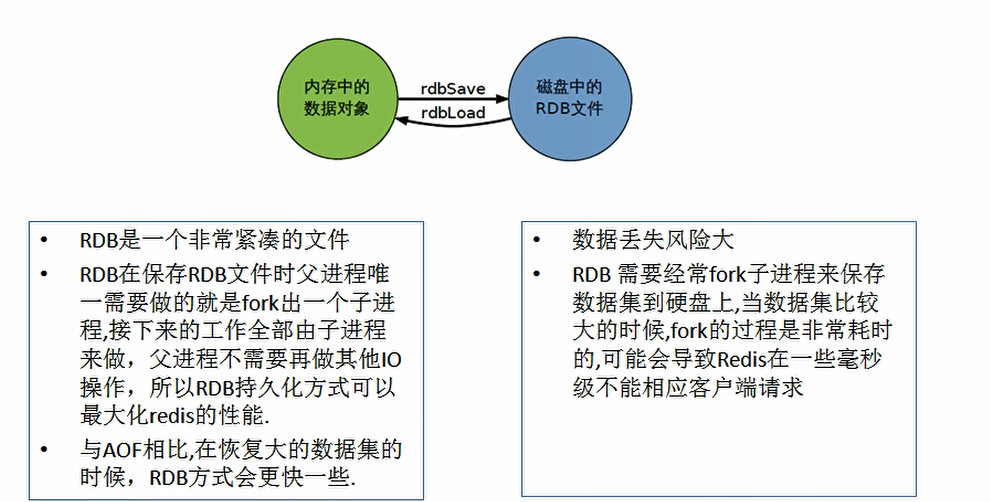 内存中的
数据对象
rdbSave
rdbLoad
磁盘中的
RDB文件
• RDB是一个非常紧凑的文件
• RDB在保存RDB文件时父进程唯
一需要做的就是fork出一个子进
程,接下来的工作全部由子进程
来做，父进程不需要再做其他IO
操作，所以RDB持久化方式可以
最大化redis的性能.
• 与AOF相比,在恢复大的数据集的
时候，RDB方式会更快一些.
• 数据丢失风险大
• RDB 需要经常fork子进程来保存
数据集到硬盘上,当数据集比较
大的时候,fork的过程是非常耗时
的,可能会导致Redis在一些毫秒
级不能相应客户端请求